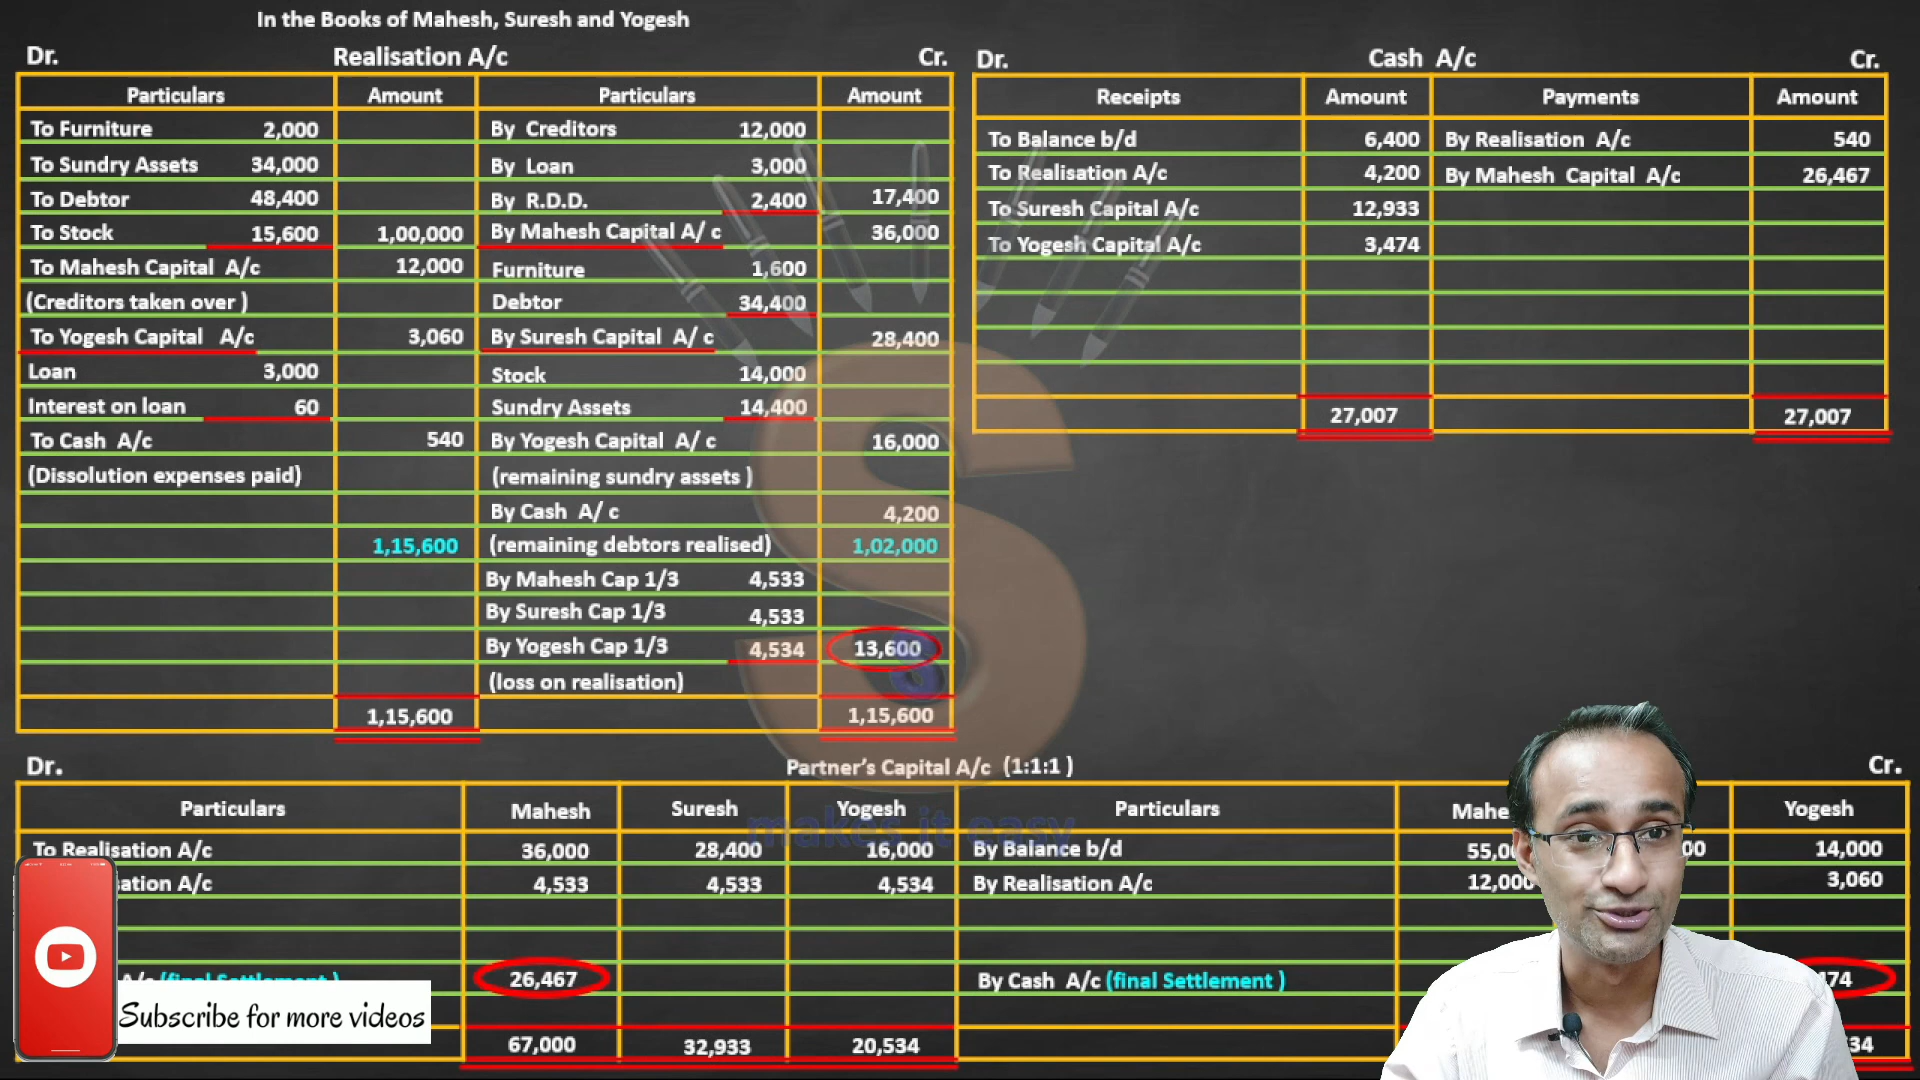 In the Books of Mahesh, Suresh and Yogesh
Dr. Realisation A/c Cr.
Particulars Amount Particulars Amount
To Furniture 2,000 By Creditors 12,000
To Sundry Assets 34,000 By Loan 3,000
To Debtor 48,400 By R.D.D. 2,400 17,400
To Stock 15,600 1,00,000 By Mahesh Capital A/ c 36,000
To Mahesh Capital A/c 12,000 Furniture 1,600
(Creditors taken over ) Debtor 34,400
To Yogesh Capital A/c 3,060 By Suresh Capital A/ c 28,400
Loan 3,000 Stock 14,000
Interest on loan 60 Sundry Assets 14,400
To Cash A/c 540 By Yogesh Capital A/ c 16,000
(Dissolution expenses paid) (remaining sundry assets )
By Cash A/ c 4,200
1,15,600 (remaining debtors realised) 1,02,000
By Mahesh Cap 1/3 4,533
By Suresh Cap 1/3 4,533
By Yogesh Cap 1/3 4,534 13,600
(loss on realisation)
1,15,600 1,15,600
Dr. Cash A/c Cr.
Receipts Amount Payments Amount
To Balance b/d 6,400 By Realisation A/c 540
To Realisation A/c 4,200 By Mahesh Capital A/c 26,467
To Suresh Capital A/c 12,933
To Yogesh Capital A/c 3,474
27,007 27,007
Dr. Partner's Capital A/c (1:1:1 ) Cr.
Particulars Mahesh Suresh Yogesh Particulars Yogesh
To Realisation A/c 36,000 28,400 16,000 By Balance b/d 14,000
A/c 4,533 4,533 4,534 By Realisation A/c 12,000 3,060
26,467 By Cash A/c (final Settlement )
67,000 32,933 20,534
Subscribe for more videos
S
makes it easy